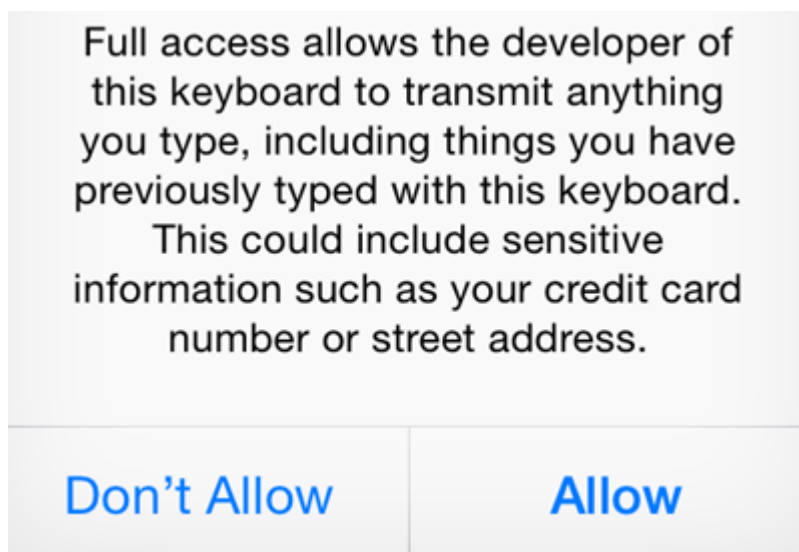 Full access allows the developer of
this keyboard to transmit anything
you type, including things you have
previously typed with this keyboard.
This could include sensitive
information such as your credit card
number or street address.
Don’t Allow
Allow